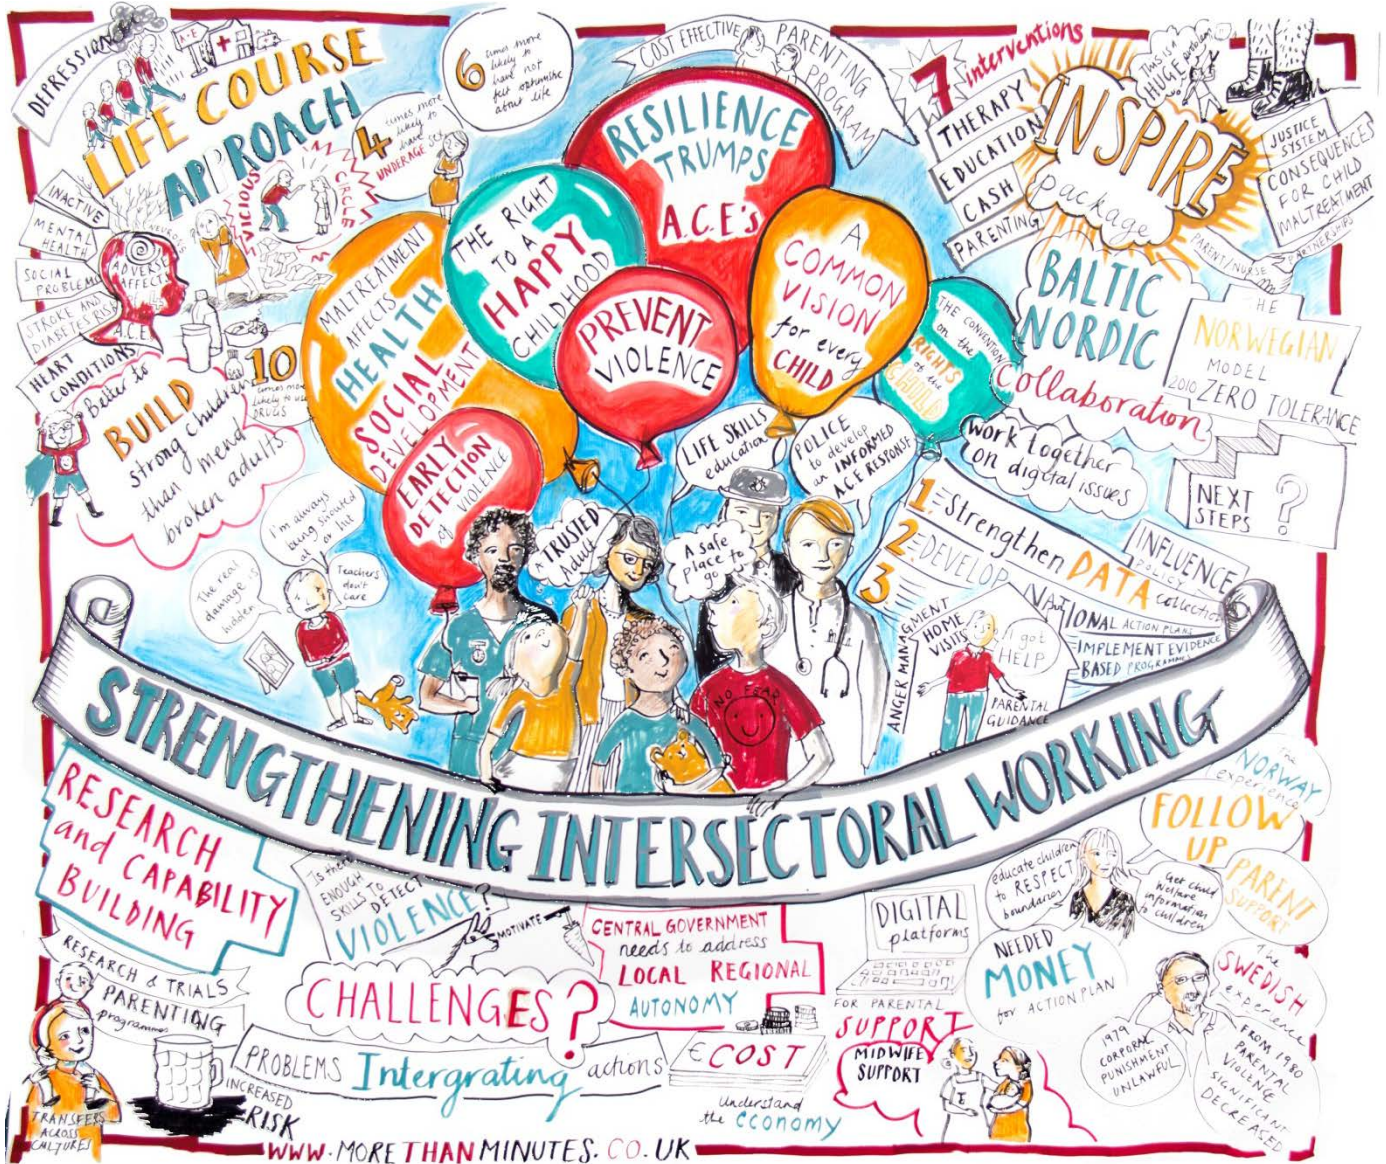 DEPRESSION
A-E
LIFE COURSE
APPROACH
INACTIVE
MENTAL
HEALTH
SOCIAL
PROBLEMS
STROKE AND
DIABETES RISK
HEART
CONDITIONS
ADVERSE
AFFECTS
A.C.E.
VICIOUS
CIRCLE
6 times more
likely to
have not
felt optimistic
about life
4 times more
likely to
have
UNDERAGE SEX
10
times more
likely to use
DRUGS
Better to
BUILD
strong children
than mend
broken adults
COST EFFECTIVE PARENTING
PROGRAM
RESILIENCE
TRUMPS
A.C.E's
THE RIGHT
TO A
HAPPY
CHILDHOOD
MALTREATMENT
AFFECTS
HEALTH
SOCIAL
DEVELOPMENT
PREVENT
VIOLENCE
A
COMMON
VISION
for every
CHILD
THE CONVENTION
on the
RIGHTS
of the
CHILD
EARLY
DETECTION
of VIOLENCE
7 interventions
THERAPY
EDUCATION
CASH
PARENTING
INSPIRE
package
This is a
HUGE problem
JUSTICE
SYSTEM
CONSEQUENCES
FOR CHILD
MALTREATMENT
PARENT/NURSE
PARTNERSHIPS
BALTIC
NORDIC
Collaboration
THE
NORWEGIAN
MODEL
2010 ZERO TOLERANCE
work together
on digital issues
NEXT
STEPS ?
LIFE SKILLS
education
POLICE
to develop
an INFORMED
ACE RESPONSE
1. Strengthen DATA collection
2 DEVELOP NATIONAL ACTION PLANS
3 IMPLEMENT EVIDENCE
BASED PROGRAMMES
INFLUENCE
POLICY
ANGER MANAGMENT
HOME
VISITS
I got
HELP
PARENTAL
GUIDANCE
I'm always
being shouted
at or
hit
The real
damage is
hidden
Teachers
don't
care
A TRUSTED
Adult
A safe
place to
go to
NO FEAR
STRENGTHENING INTERSECTORAL WORKING
RESEARCH
and CAPABILITY
BUILDING
RESEARCH & TRIALS
PARENTING
programmes
TRANSFERS
ACROSS
CULTURES
INCREASED
RISK
Is there
ENOUGH
SKILLS TO
DETECT
VIOLENCE?
MOTIVATE
CHALLENGES?
PROBLEMS Intergrating actions
CENTRAL GOVERNMENT
needs to address
LOCAL REGIONAL
AUTONOMY
€ COST
Understand
the economy
DIGITAL
platforms
FOR PARENTAL
SUPPORT
MIDWIFE
SUPPORT
educate children
to RESPECT
boundaries
Get child
Welfare
information
to children
NEEDED
MONEY
for ACTION PLAN
The
NORWAY
experience
FOLLOW
UP
PARENT
SUPPORT
The
SWEDISH
experience
1979
CORPORAL
PUNISHMENT
UNLAWFUL
FROM 1980
PARENTAL
VIOLENCE
SIGNIFICANT
DECREASED
WWW.MORETHANMINUTES.CO.UK